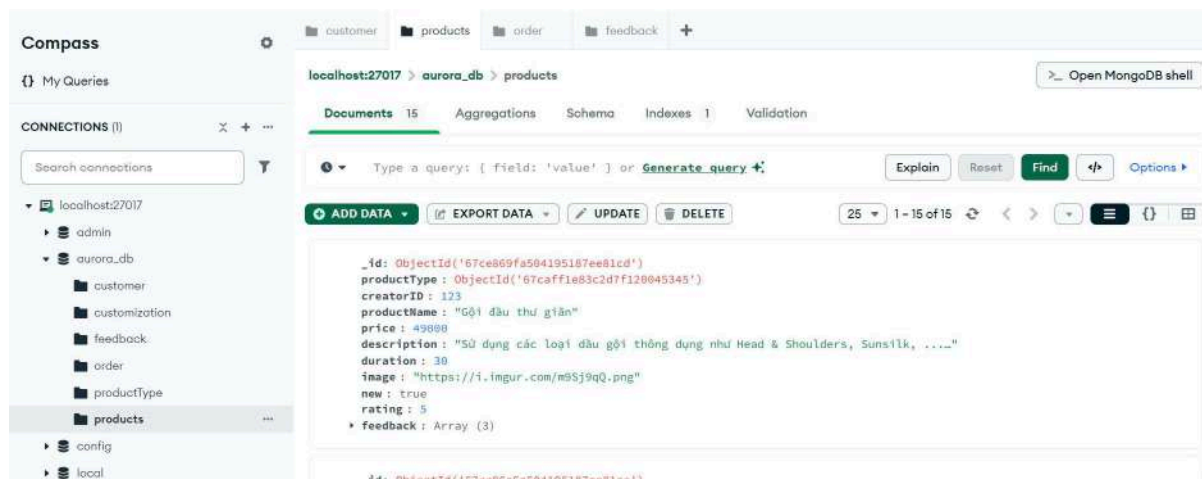 Compass
{} My Queries
CONNECTIONS (1)
Search connections
localhost:27017
admin
aurora_db
customer
customization
feedback
order
productType
products
config
local
customer products order feedback
localhost:27017 > aurora_db > products
>_ Open MongoDB shell
Documents 15 Aggregations Schema Indexes 1 Validation
Type a query: { field: 'value' } or Generate query
Explain Reset Find </> Options
ADD DATA EXPORT DATA UPDATE DELETE
25 1 - 15 of 15 {}
_id: ObjectId('67ce869fa504195187ee81cd')
productType : ObjectId('67caff1e83c2d7f120045345')
creatorID : 123
productName : "Gội đầu thư giãn"
price : 49000
description : "Sử dụng các loại dầu gội thông dụng như Head & Shoulders, Sunsilk, ...…"
duration : 30
image : "https://i.imgur.com/m9Sj9qQ.png"
new : true
rating : 5
feedback : Array (3)